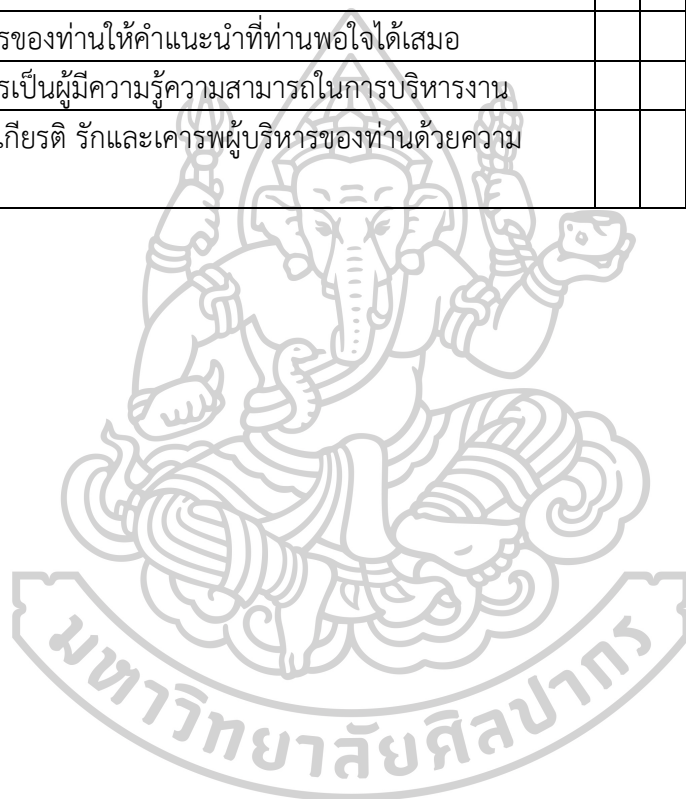 รของท่านให้คำแนะนำที่ท่านพอใจได้เสมอ
รเป็นผู้มีความรู้ความสามารถในการบริหารงาน
เกียรติ รักและเคารพผู้บริหารของท่านด้วยความ
มหาวิทยาลัยศิลปากร